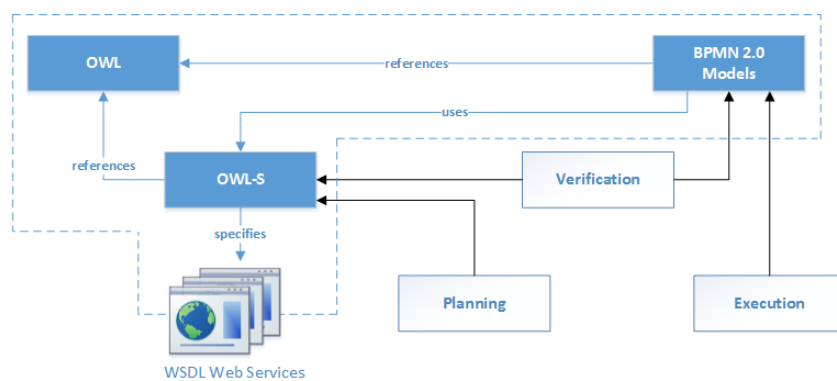 OWL
BPMN 2.0
Models
references
uses
references
OWL-S
Verification
specifies
Planning
Execution
WSDL Web Services